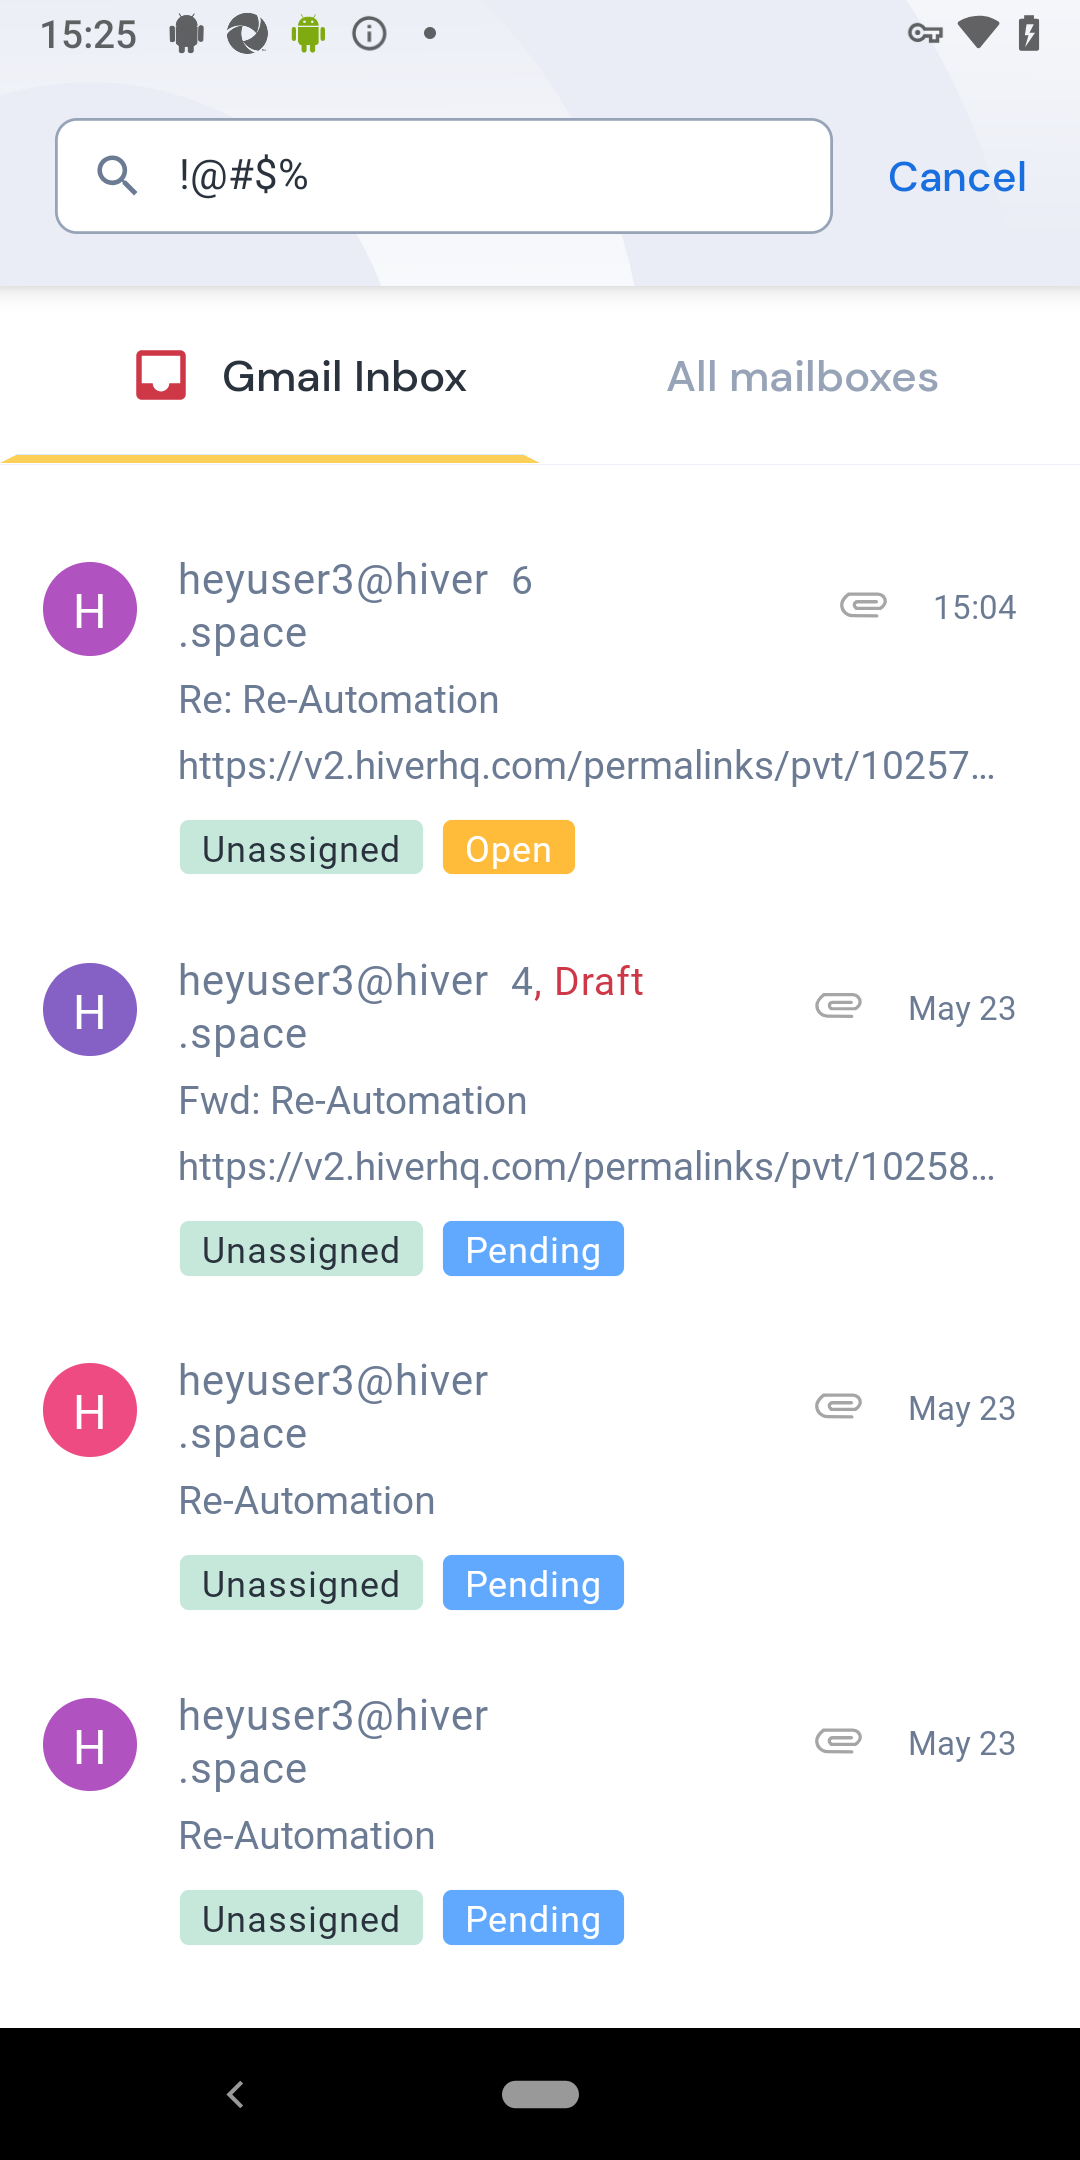 15:25
!@#$%
Cancel
Gmail Inbox
All mailboxes
H
heyuser3@hiver 6
.space
15:04
Re: Re-Automation
https://v2.hiverhq.com/permalinks/pvt/10257...
Unassigned
Open
H
heyuser3@hiver 4, Draft
.space
May 23
Fwd: Re-Automation
https://v2.hiverhq.com/permalinks/pvt/10258...
Unassigned
Pending
H
heyuser3@hiver
.space
May 23
Re-Automation
Unassigned
Pending
H
heyuser3@hiver
.space
May 23
Re-Automation
Unassigned
Pending